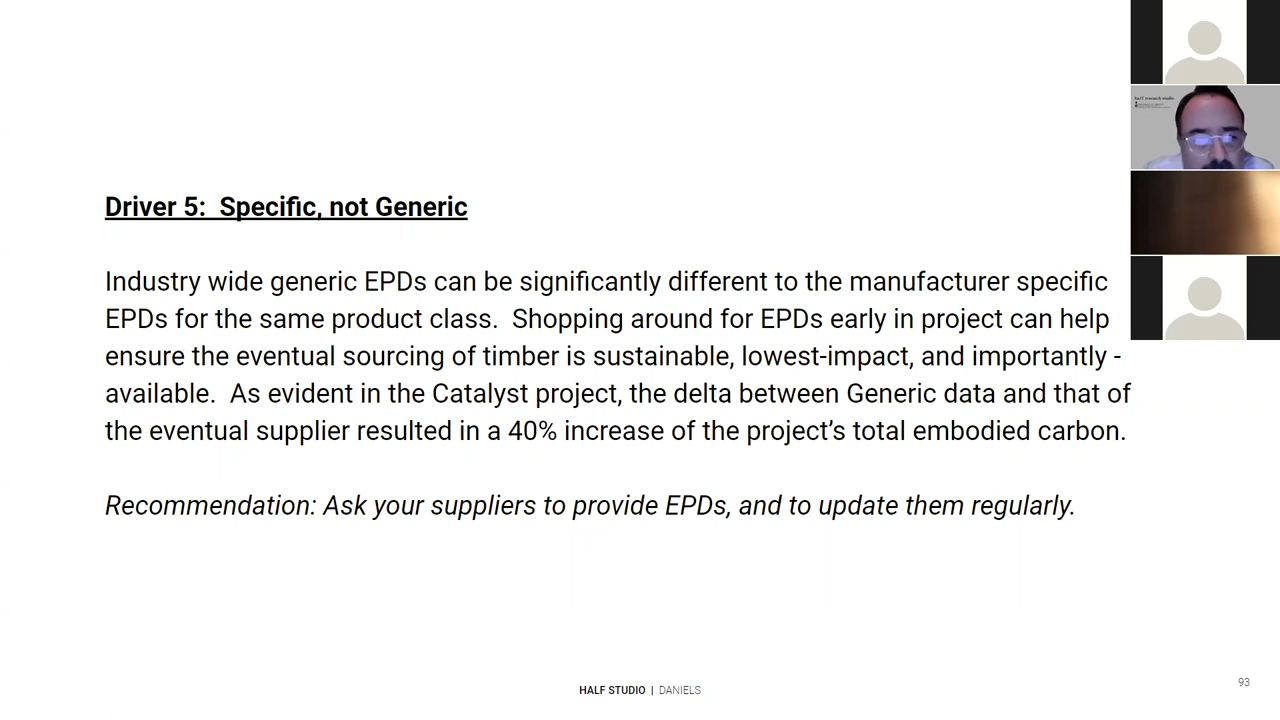 Driver 5:  Specific, not Generic
Industry wide generic EPDs can be significantly different to the manufacturer specific
EPDs for the same product class.  Shopping around for EPDs early in project can help
ensure the eventual sourcing of timber is sustainable, lowest-impact, and importantly -
available.  As evident in the Catalyst project, the delta between Generic data and that of
the eventual supplier resulted in a 40% increase of the project’s total embodied carbon.
Recommendation: Ask your suppliers to provide EPDs, and to update them regularly.
HALF STUDIO | DANIELS
93